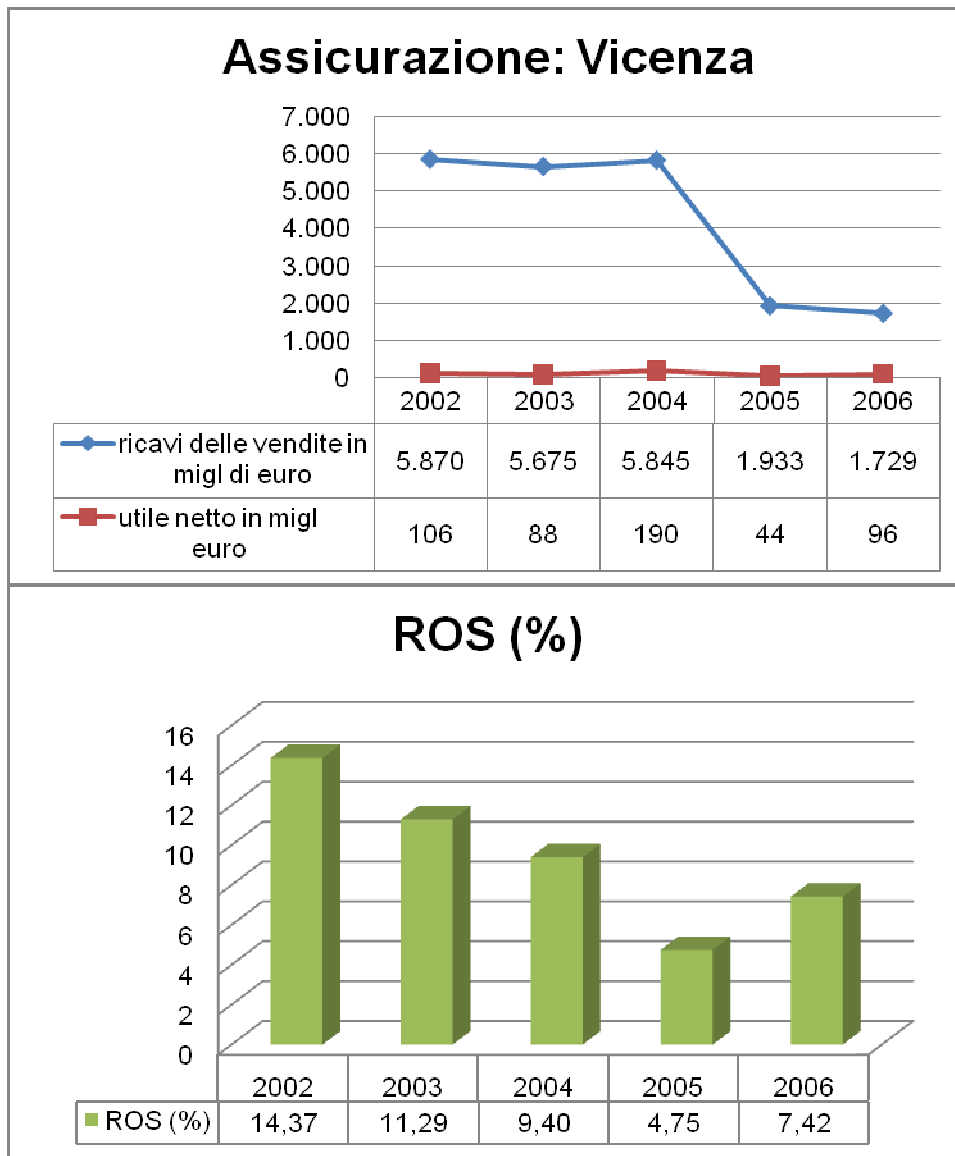 Assicurazione: Vicenza
7.000
6.000
5.000
4.000
3.000
2.000
1.000
0
2002 2003 2004 2005 2006
ricavi delle vendite in
migl di euro
5.870 5.675 5.845 1.933 1.729
utile netto in migl
euro
106 88 190 44 96
ROS (%)
16
14
12
10
8
6
4
2
0
2002 2003 2004 2005 2006
ROS (%) 14,37 11,29 9,40 4,75 7,42